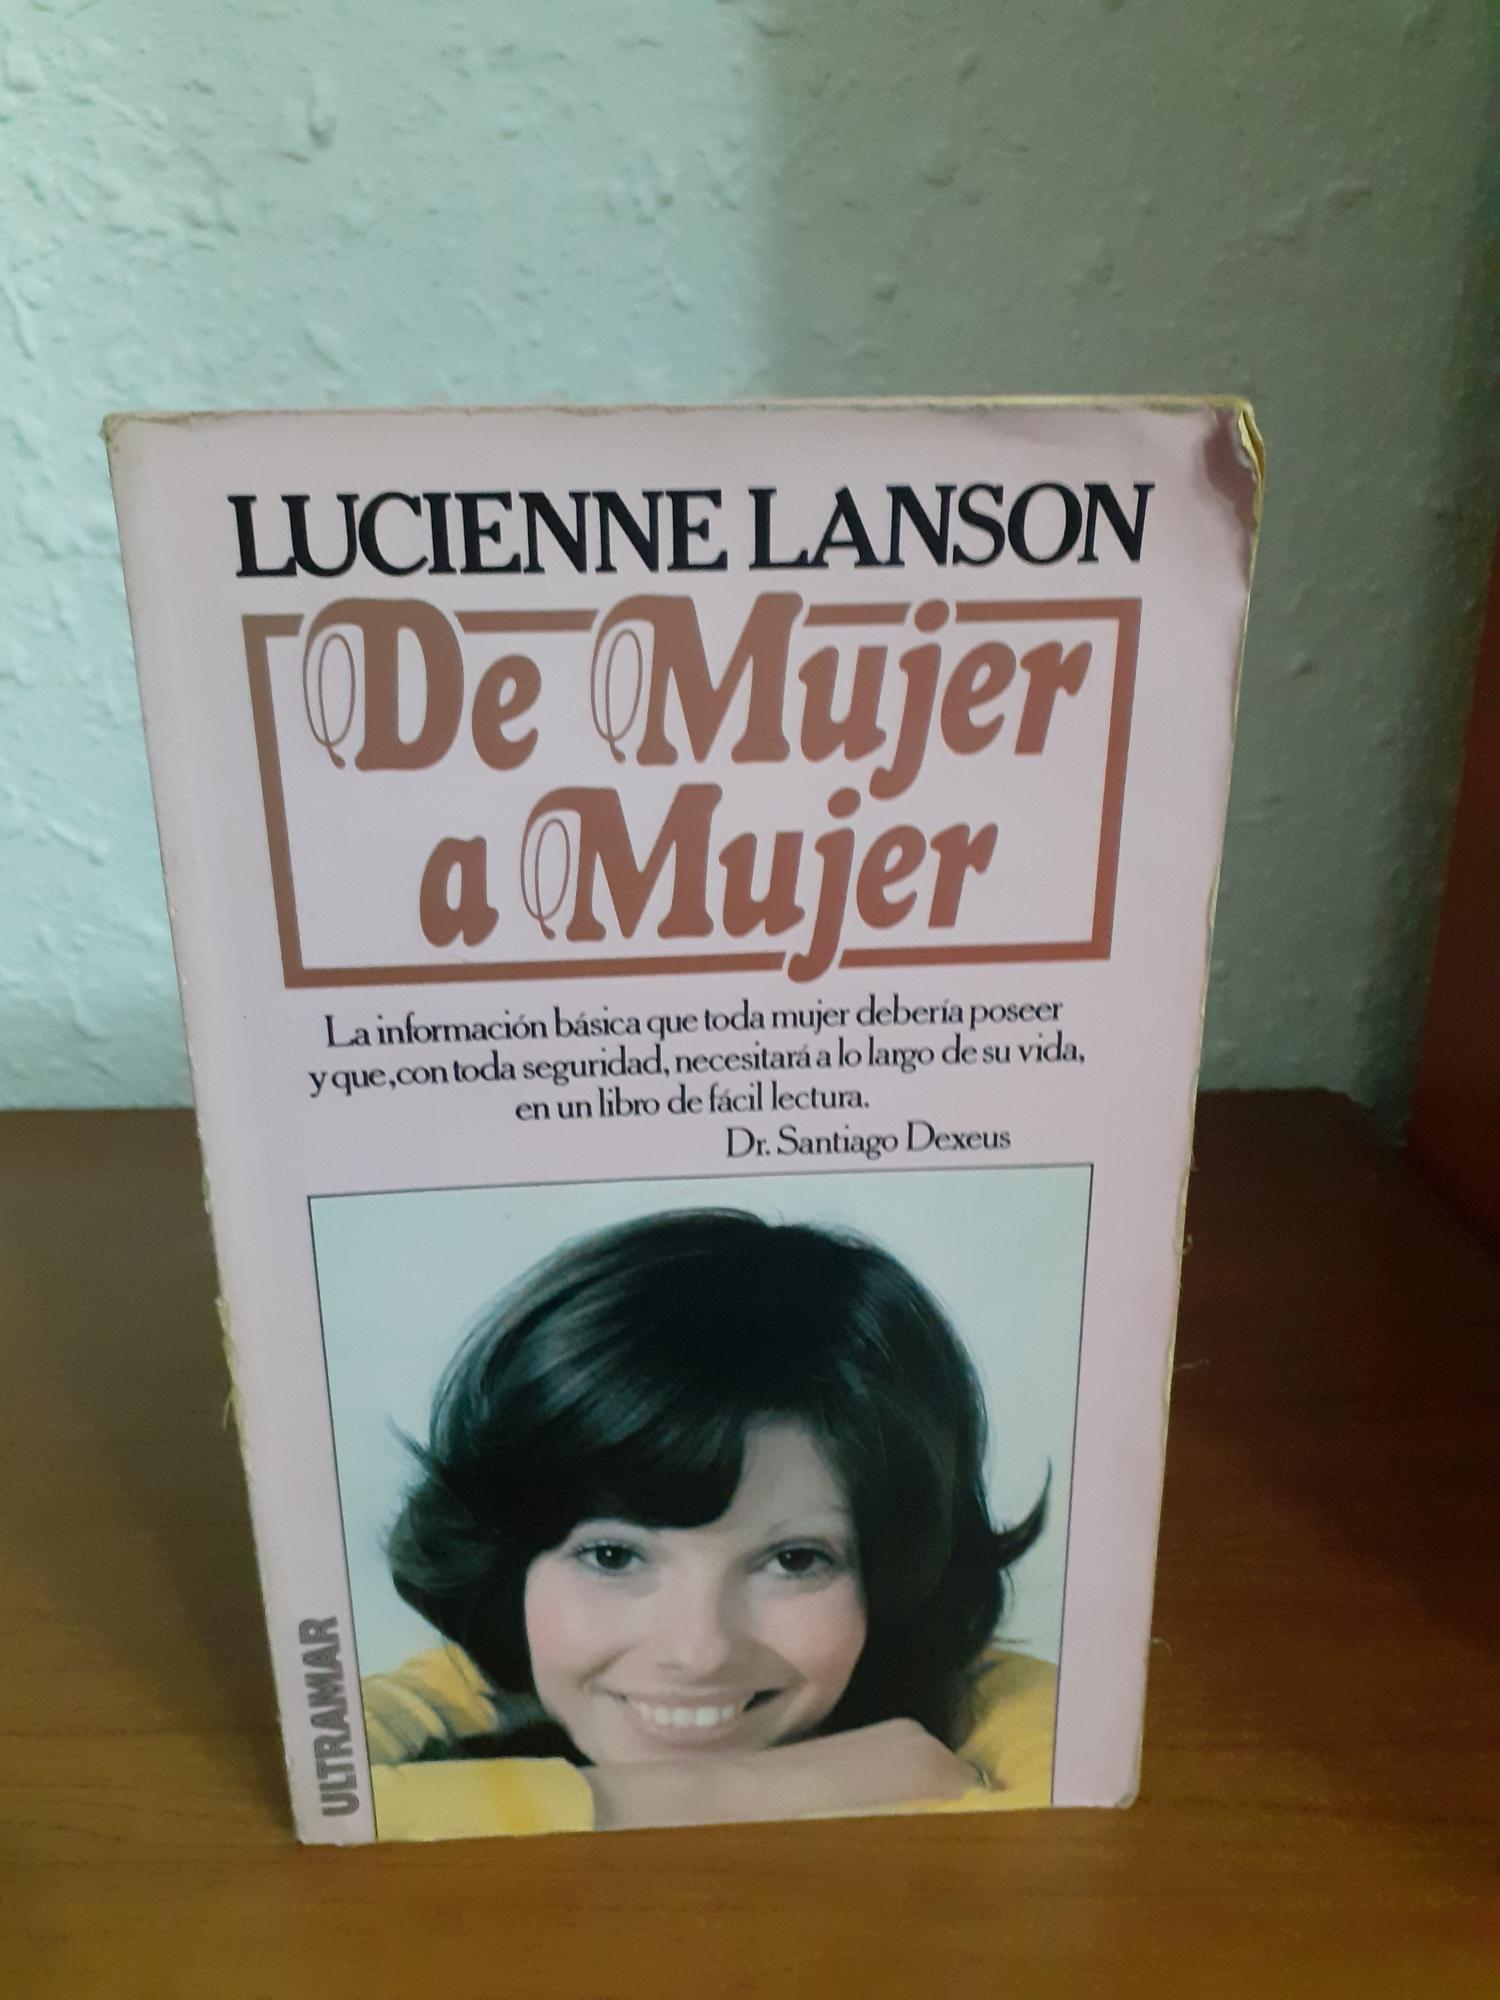 LUCIENNE LANSON
De Mujer
a Mujer
La información básica que toda mujer debería poseer
y que, con toda seguridad, necesitará a lo largo de su vida,
en un libro de fácil lectura.
Dr. Santiago Dexeus
ULTRAMAR